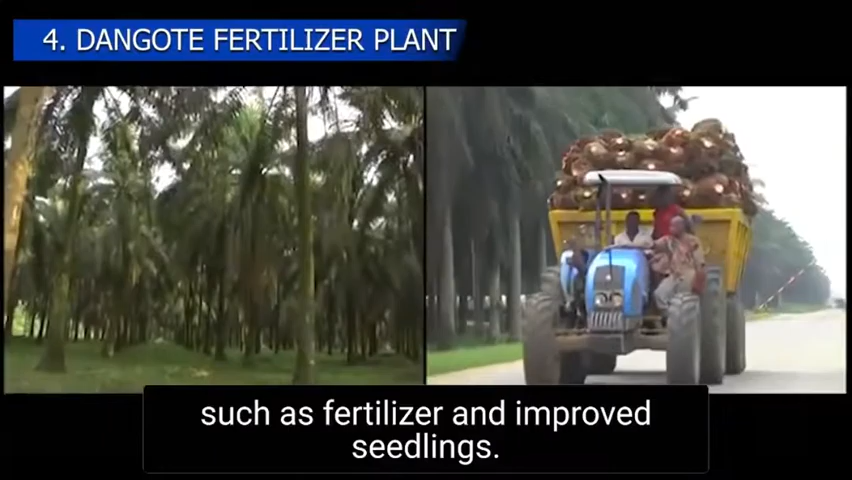 4. DANGOTE FERTILIZER PLANT
such as fertilizer and improved
seedlings.